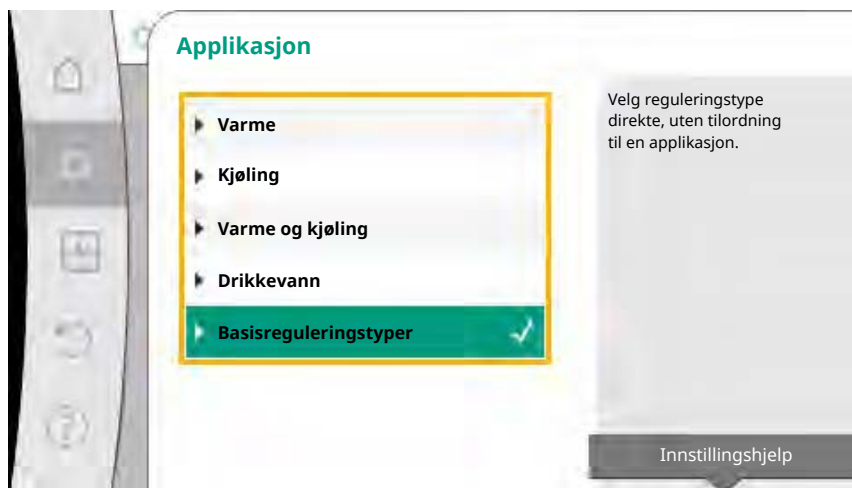 Applikasjon
Varme
Kjøling
Varme og kjøling
Drikkevann
Basisreguleringstyper
Velg reguleringstype
direkte, uten tilordning
til en applikasjon.
Innstillingshjelp